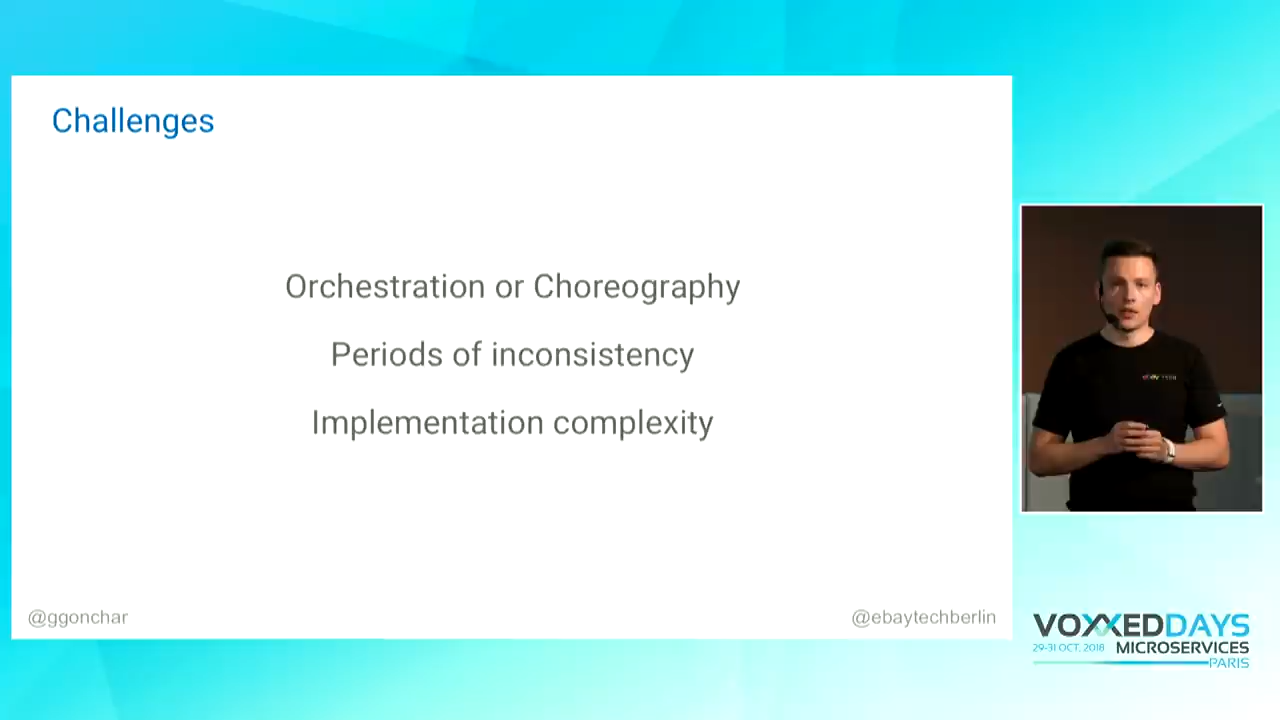 Challenges
Orchestration or Choreography
Periods of inconsistency
Implementation complexity
@ggonchar
@ebaytechberlin
VOXXEDDAYS
29-31 OCT, 2018 MICROSERVICES
PARIS